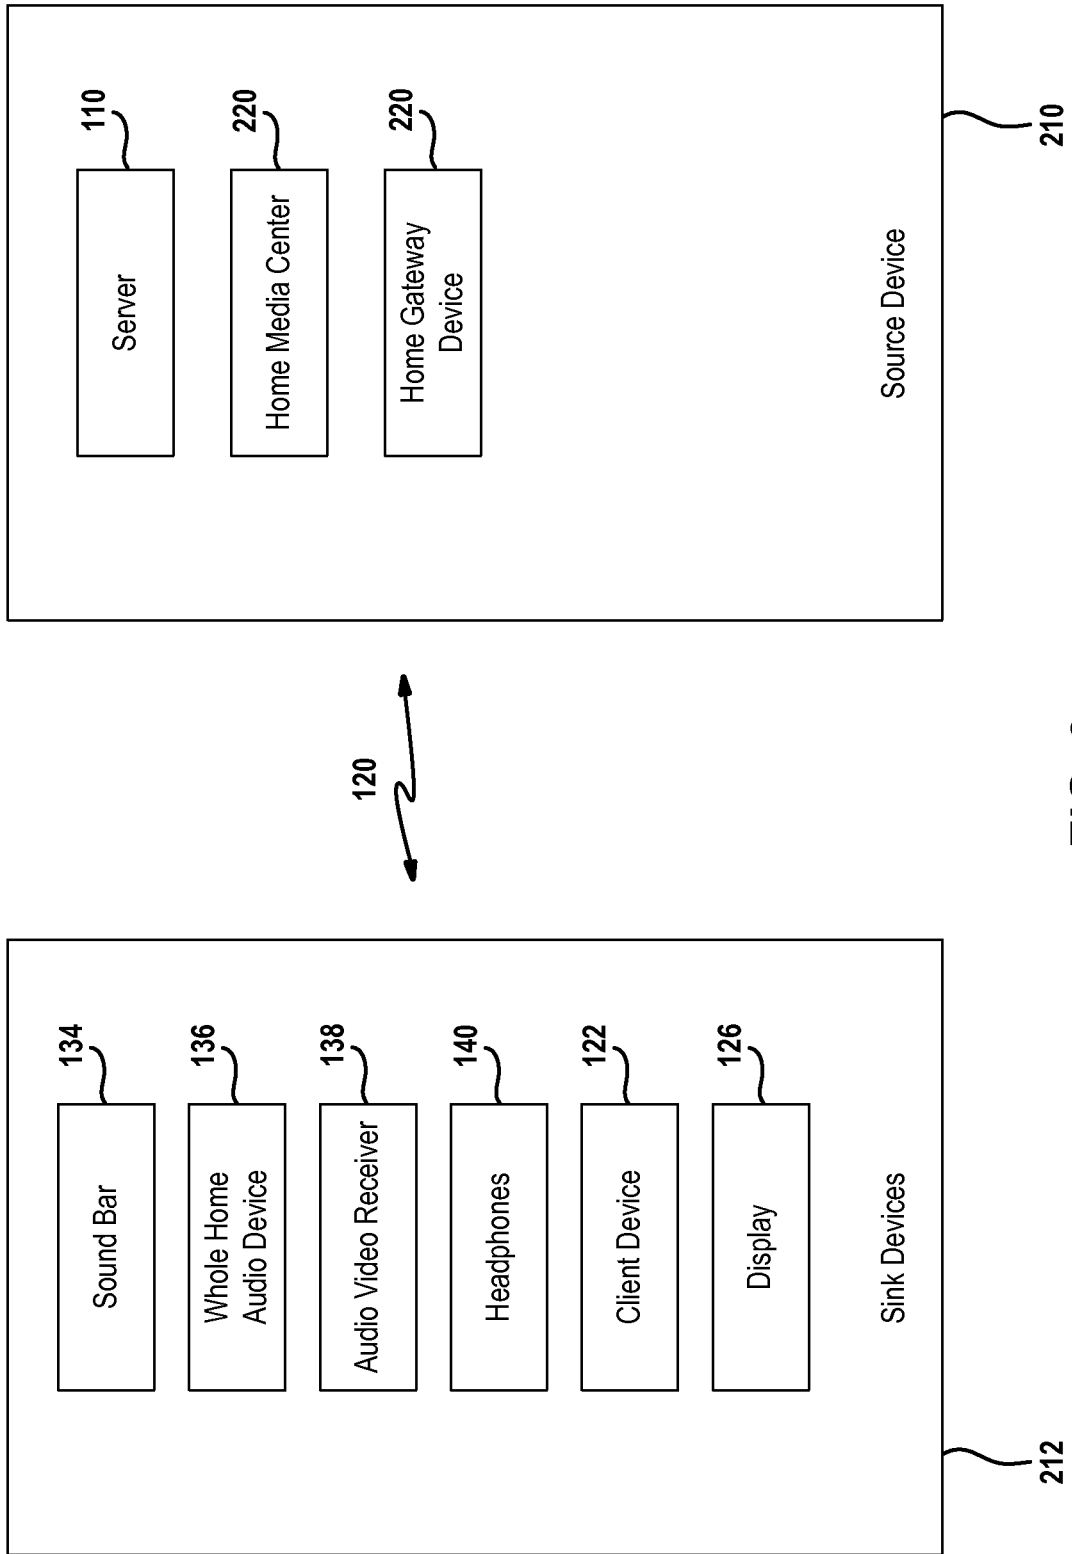 134
Sound Bar
136
Whole Home
Audio Device
138
Audio Video Receiver
140
Headphones
122
Client Device
126
Display
Sink Devices
212
120
110
Server
220
Home Media Center
220
Home Gateway
Device
Source Device
210